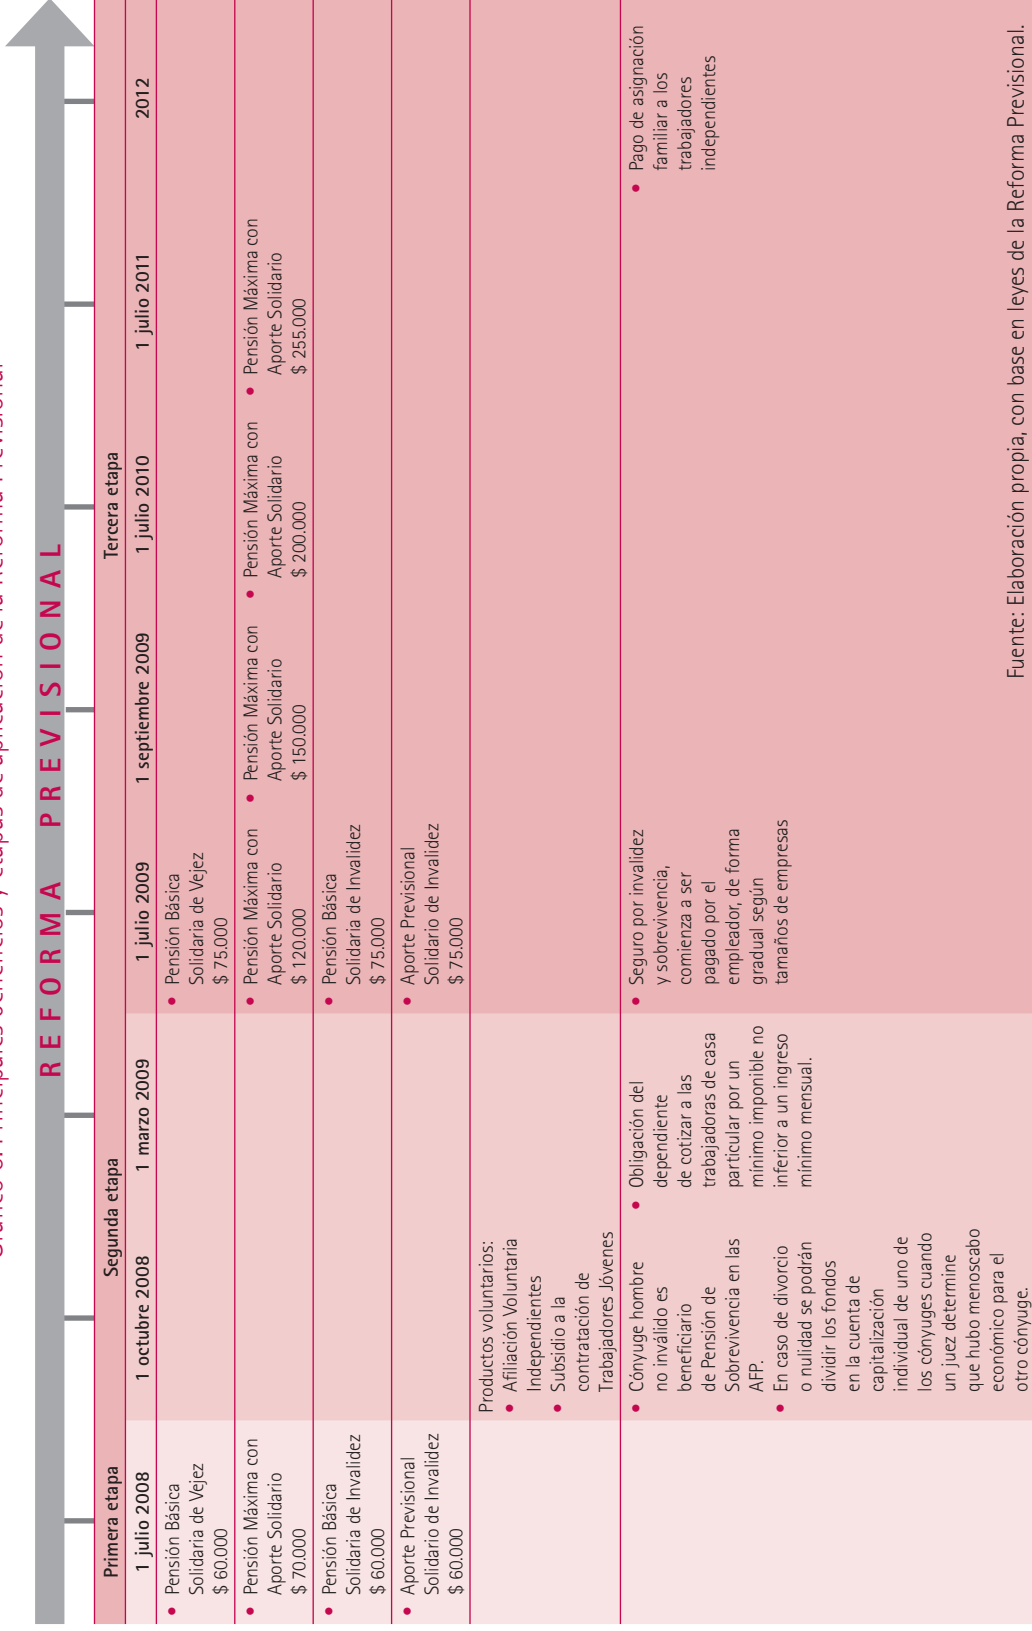 REFORMA PREVISIONAL
Primera etapa
Segunda etapa
Tercera etapa
1 julio 2008
1 octubre 2008
1 marzo 2009
1 julio 2009
1 septiembre 2009
1 julio 2010
1 julio 2011
2012
• Pensión Básica
Solidaria de Vejez
$ 60.000
• Pensión Básica
Solidaria de Vejez
$ 75.000
• Pensión Máxima con
Aporte Solidario
$ 70.000
• Pensión Máxima con
Aporte Solidario
$ 120.000
• Pensión Máxima con
Aporte Solidario
$ 150.000
• Pensión Máxima con
Aporte Solidario
$ 200.000
• Pensión Máxima con
Aporte Solidario
$ 255.000
• Pensión Básica
Solidaria de Invalidez
$ 60.000
• Pensión Básica
Solidaria de Invalidez
$ 75.000
• Aporte Previsional
Solidario de Invalidez
$ 60.000
• Aporte Previsional
Solidario de Invalidez
$ 75.000
Productos voluntarios:
• Afiliación Voluntaria
Independientes
• Subsidio a la
contratación de
Trabajadores Jóvenes
• Cónyuge hombre
no inválido es
beneficiario
de Pensión de
Sobrevivencia en las
AFP.
• En caso de divorcio
o nulidad se podrán
dividir los fondos
en la cuenta de
capitalización
individual de uno de
los cónyuges cuando
un juez determine
que hubo menoscabo
económico para el
otro cónyuge.
• Obligación del
dependiente
de cotizar a las
trabajadoras de casa
particular por un
mínimo imponible no
inferior a un ingreso
mínimo mensual.
• Seguro por invalidez
y sobrevivencia,
comienza a ser
pagado por el
empleador, de forma
gradual según
tamaños de empresas
• Pago de asignación
familiar a los
trabajadores
independientes
Fuente: Elaboración propia, con base en leyes de la Reforma Previsional.